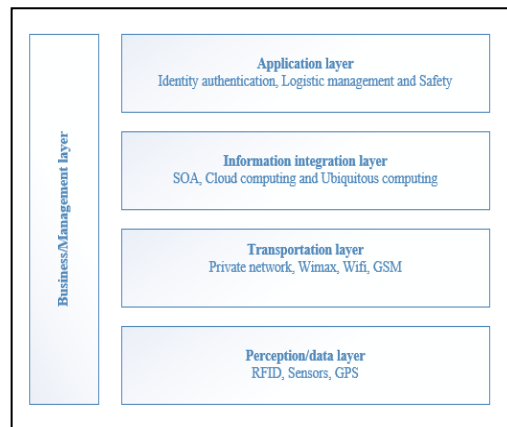 Business/Management layer
Application layer
Identity authentication, Logistic management and Safety
Information integration layer
SOA, Cloud computing and Ubiquitous computing
Transportation layer
Private network, Wimax, Wifi, GSM
Perception/data layer
RFID, Sensors, GPS